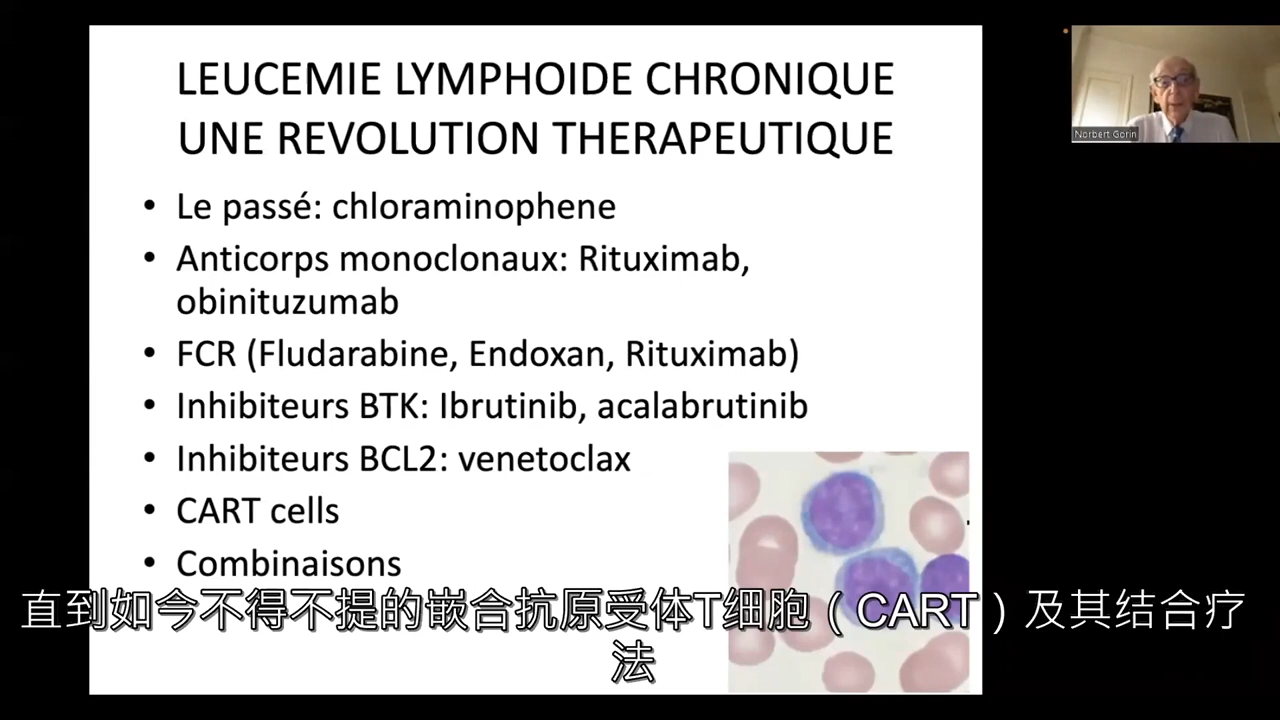 LEUCEMIE LYMPHOIDE CHRONIQUE
UNE REVOLUTION THERAPEUTIQUE
• Le passé: chloraminophene
• Anticorps monoclonaux: Rituximab,
obinituzumab
• FCR (Fludarabine, Endoxan, Rituximab)
• Inhibiteurs BTK: Ibrutinib, acalabrutinib
• Inhibiteurs BCL2: venetoclax
• CART cells
• Combinaisons
直到如今不得不提的嵌合抗原受体T细胞（CART）及其结合疗
法
Norbert Gorin